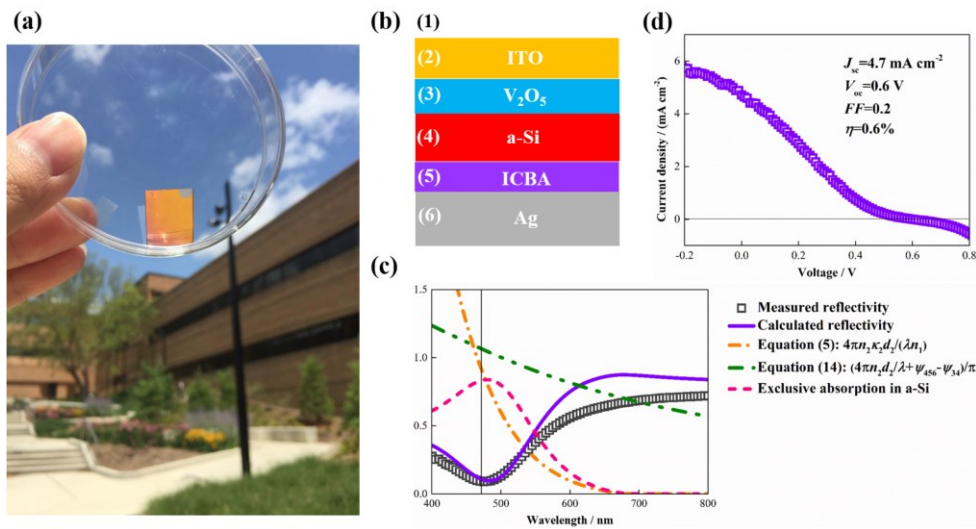 (a)
(b)
(1)
(2) ITO
(3) V₂O₅
(4) a-Si
(5) ICBA
(6) Ag
(c)
1.5
1.0
0.5
0.0
400 500 600 700 800
Wavelength / nm
Measured reflectivity
Calculated reflectivity
Equation (5): 4πn₂κ₂d₂/(λn₁)
Equation (14): (4πn₂d₂/λ+ψ₄₅₆-ψ₃₄)/π
Exclusive absorption in a-Si
(d)
Current density / (mA cm⁻²)
6
4
2
0
-0.2 0.0 0.2 0.4 0.6 0.8
Voltage / V
Jsc=4.7 mA cm⁻²
Voc=0.6 V
FF=0.2
η=0.6%